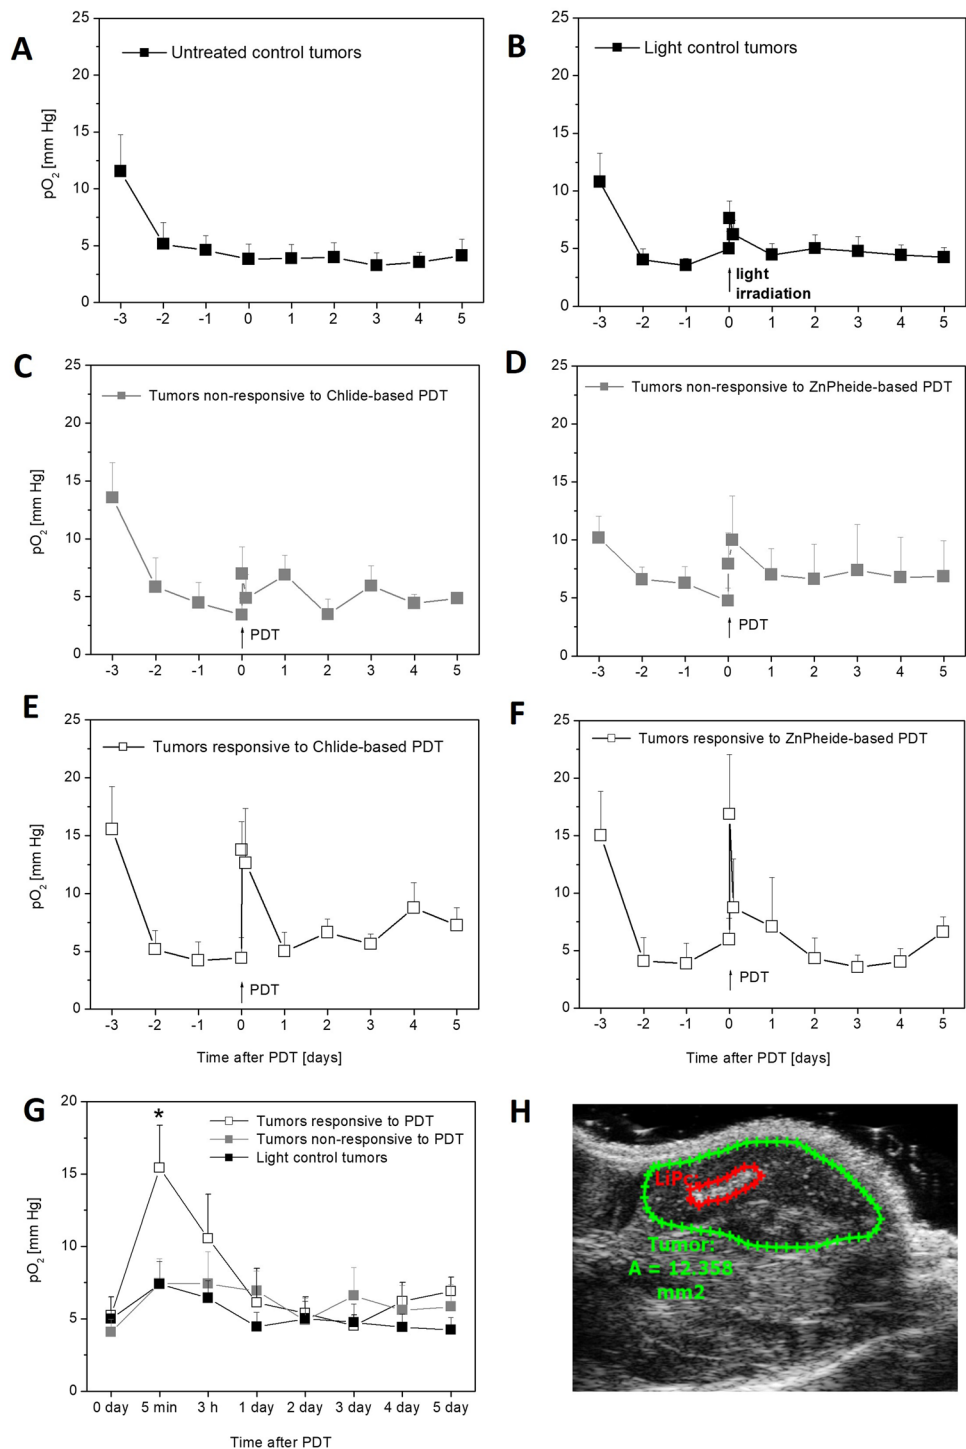 A
25
20
15
10
5
0
pO2 [mm Hg]
Untreated control tumors
-3 -2 -1 0 1 2 3 4 5
B
25
20
15
10
5
0
Light control tumors
light
irradiation
-3 -2 -1 0 1 2 3 4 5
C
25
20
15
10
5
0
pO2 [mm Hg]
Tumors non-responsive to Chlide-based PDT
PDT
-3 -2 -1 0 1 2 3 4 5
D
25
20
15
10
5
0
Tumors non-responsive to ZnPheide-based PDT
PDT
-3 -2 -1 0 1 2 3 4 5
E
25
20
15
10
5
0
pO2 [mm Hg]
Tumors responsive to Chlide-based PDT
PDT
-3 -2 -1 0 1 2 3 4 5
Time after PDT [days]
F
25
20
15
10
5
0
Tumors responsive to ZnPheide-based PDT
PDT
-3 -2 -1 0 1 2 3 4 5
Time after PDT [days]
G
20
15
10
5
0
pO2 [mm Hg]
*
Tumors responsive to PDT
Tumors non-responsive to PDT
Light control tumors
0 day 5 min 3 h 1 day 2 day 3 day 4 day 5 day
Time after PDT
H
LiPc:
Tumor:
A = 12.358
mm2